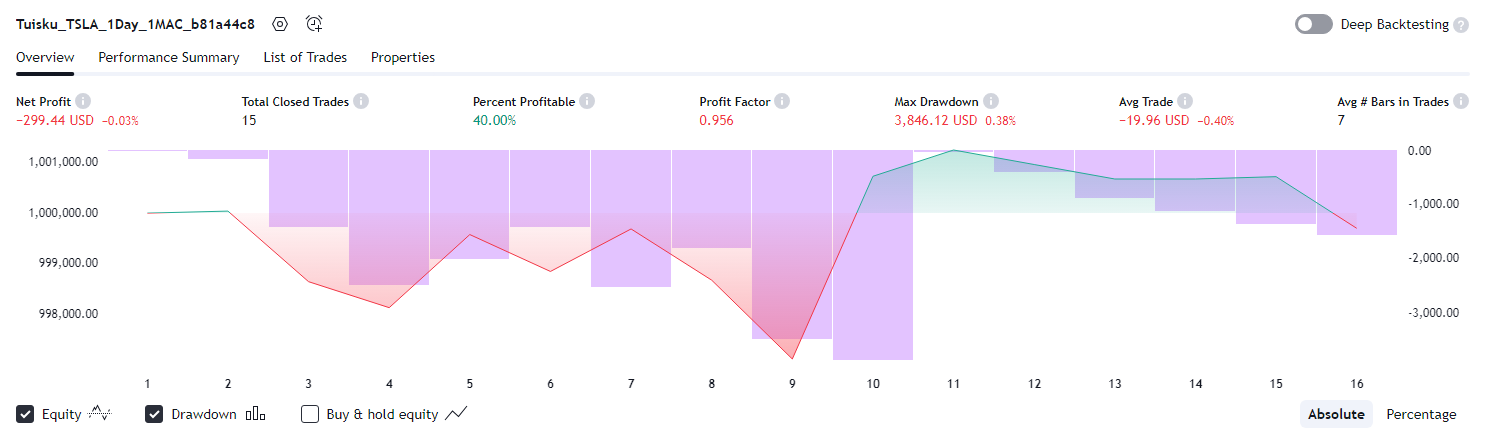 Tuisku_TSLA_1Day_1MAC_b81a44c8
Deep Backtesting ?
Overview Performance Summary List of Trades Properties
Net Profit Total Closed Trades Percent Profitable Profit Factor Max Drawdown Avg Trade Avg # Bars in Trades
−299.44 USD −0.03% 15 40.00% 0.956 3,846.12 USD 0.38% −19.96 USD −0.40% 7
1,001,000.00 0.00
1,000,000.00 -1,000.00
999,000.00 -2,000.00
998,000.00 -3,000.00
1 2 3 4 5 6 7 8 9 10 11 12 13 14 15 16
Equity Drawdown Buy & hold equity Absolute Percentage